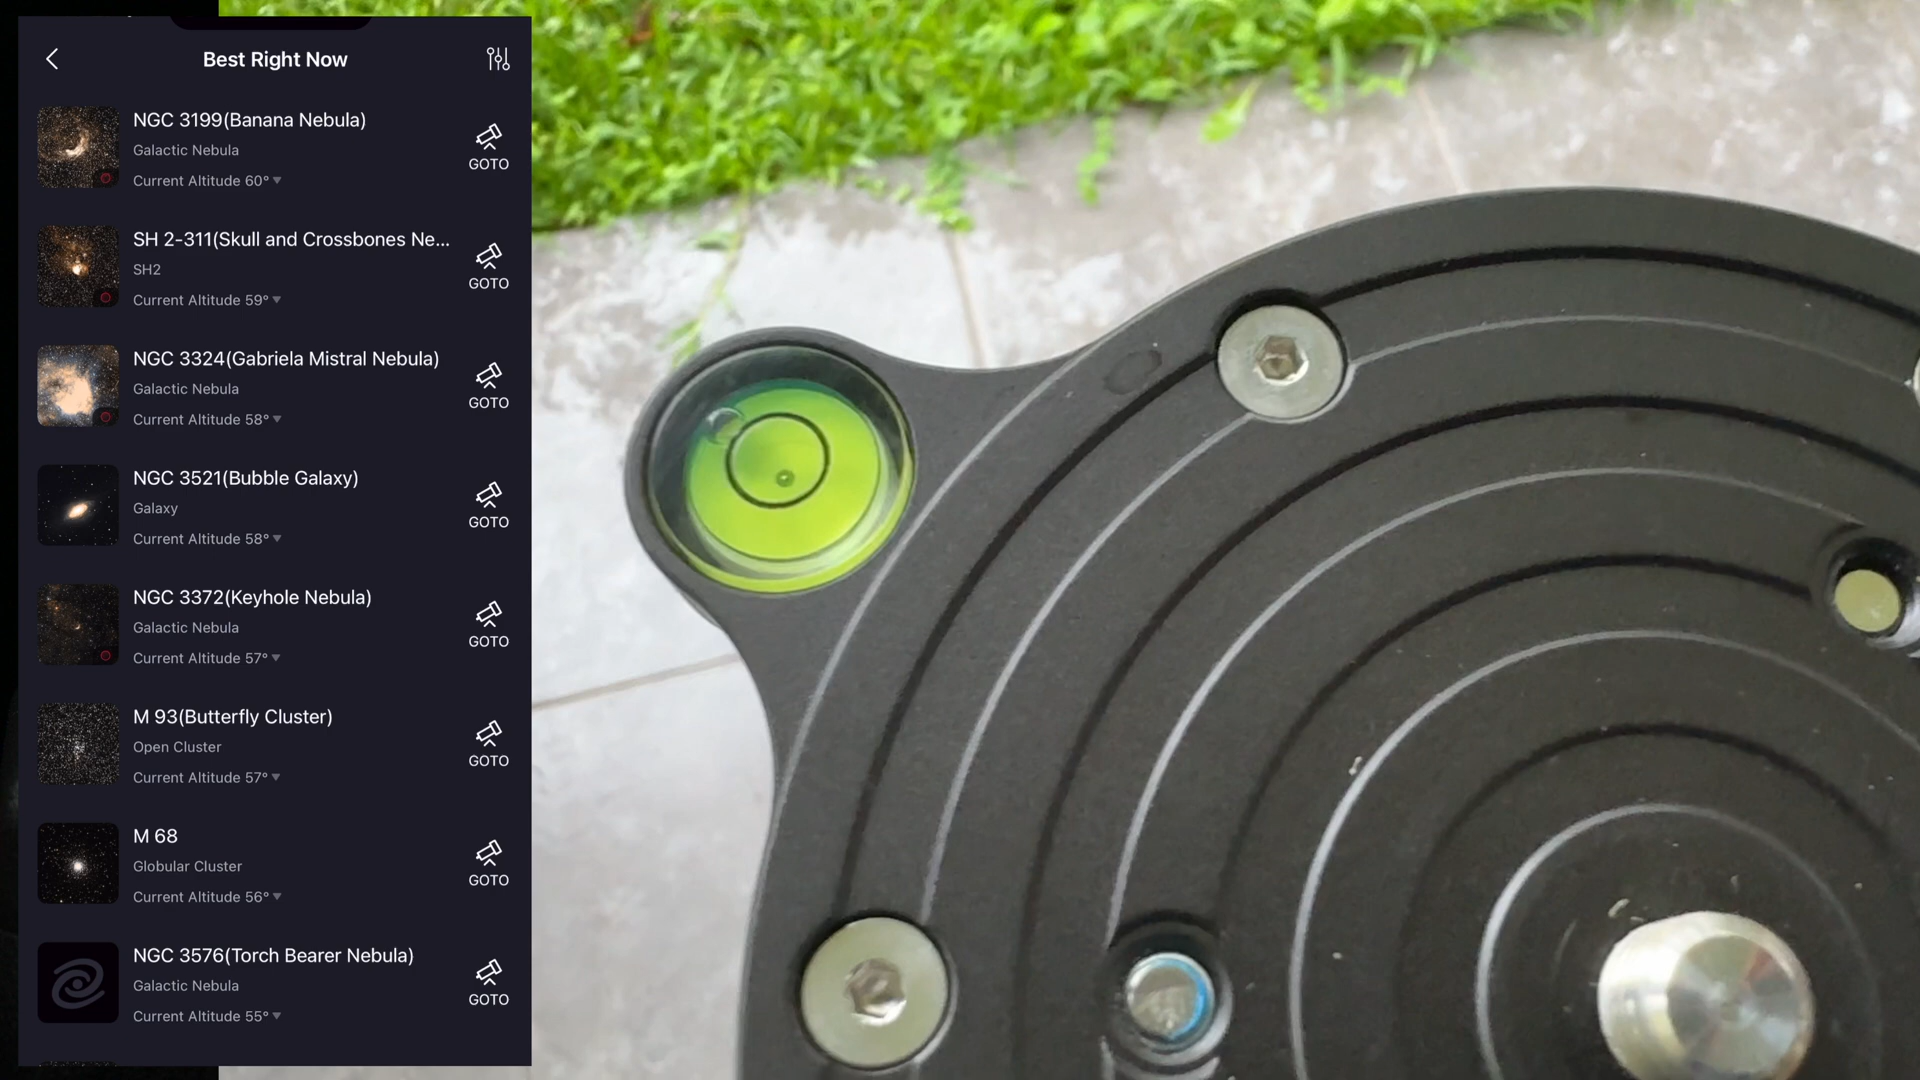 Best Right Now
NGC 3199(Banana Nebula)
Galactic Nebula
Current Altitude 60°
GOTO
SH 2-311(Skull and Crossbones Ne...
SH2
Current Altitude 59°
GOTO
NGC 3324(Gabriela Mistral Nebula)
Galactic Nebula
Current Altitude 58°
GOTO
NGC 3521(Bubble Galaxy)
Galaxy
Current Altitude 58°
GOTO
NGC 3372(Keyhole Nebula)
Galactic Nebula
Current Altitude 57°
GOTO
M 93(Butterfly Cluster)
Open Cluster
Current Altitude 57°
GOTO
M 68
Globular Cluster
Current Altitude 56°
GOTO
NGC 3576(Torch Bearer Nebula)
Galactic Nebula
Current Altitude 55°
GOTO